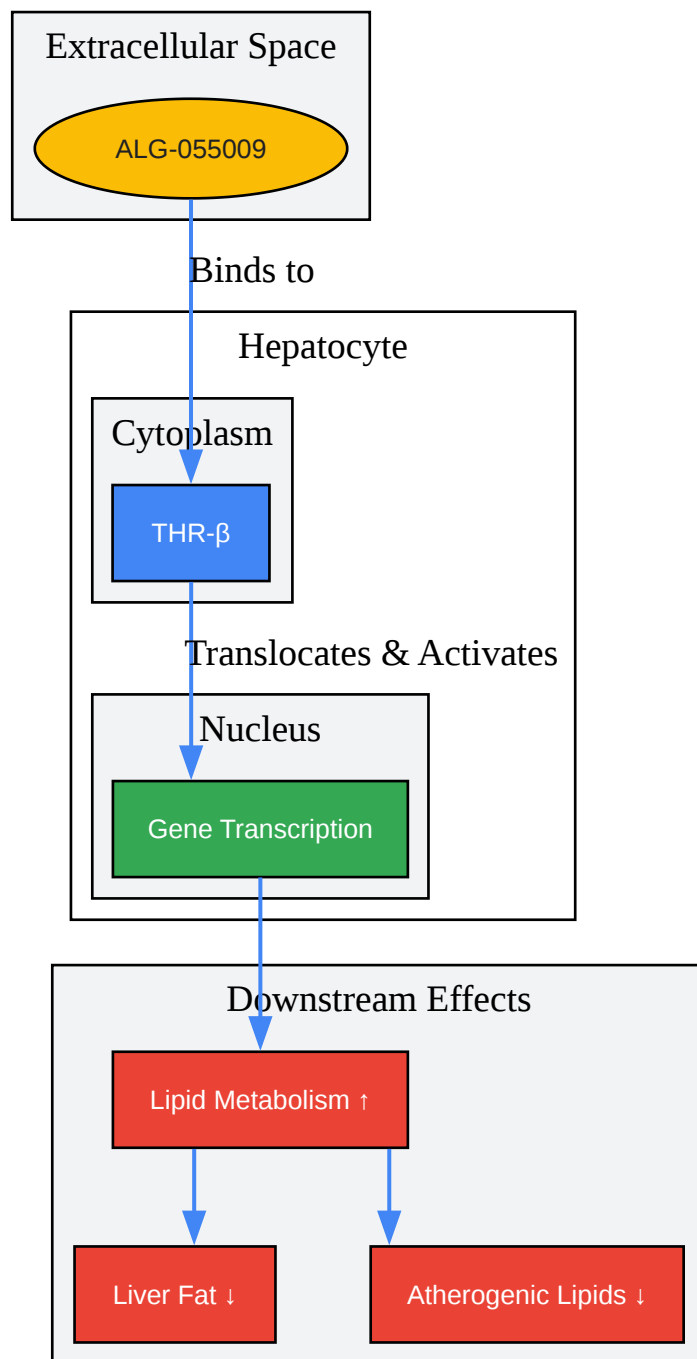 Extracellular Space
ALG-055009
Binds to
Hepatocyte
Cytoplasm
THR-β
Translocates & Activates
Nucleus
Gene Transcription
Downstream Effects
Lipid Metabolism ↑
Liver Fat ↓
Atherogenic Lipids ↓